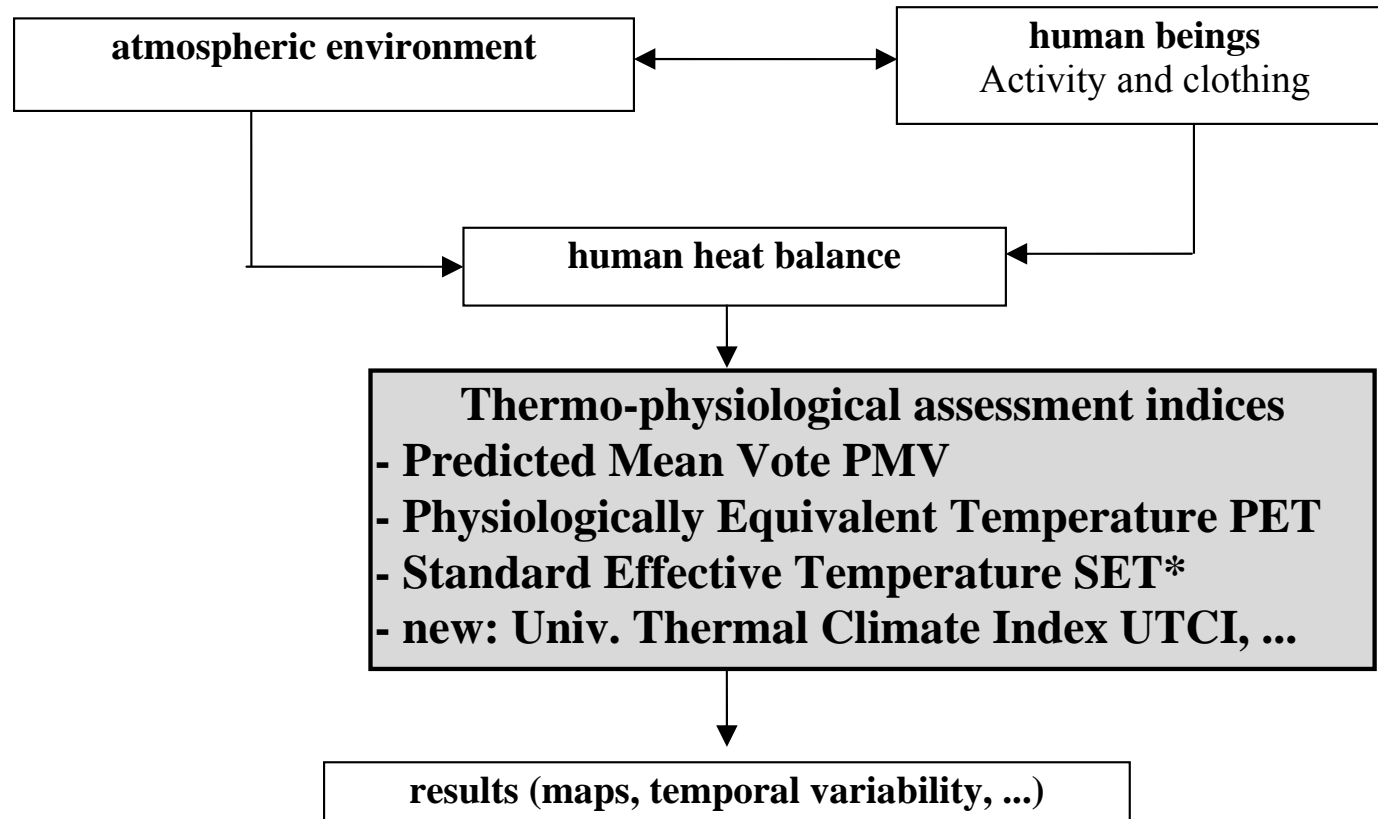 atmospheric environment
human beings
Activity and clothing
human heat balance
Thermo-physiological assessment indices
- Predicted Mean Vote PMV
- Physiologically Equivalent Temperature PET
- Standard Effective Temperature SET*
- new: Univ. Thermal Climate Index UTCI, ...
results (maps, temporal variability, ...)